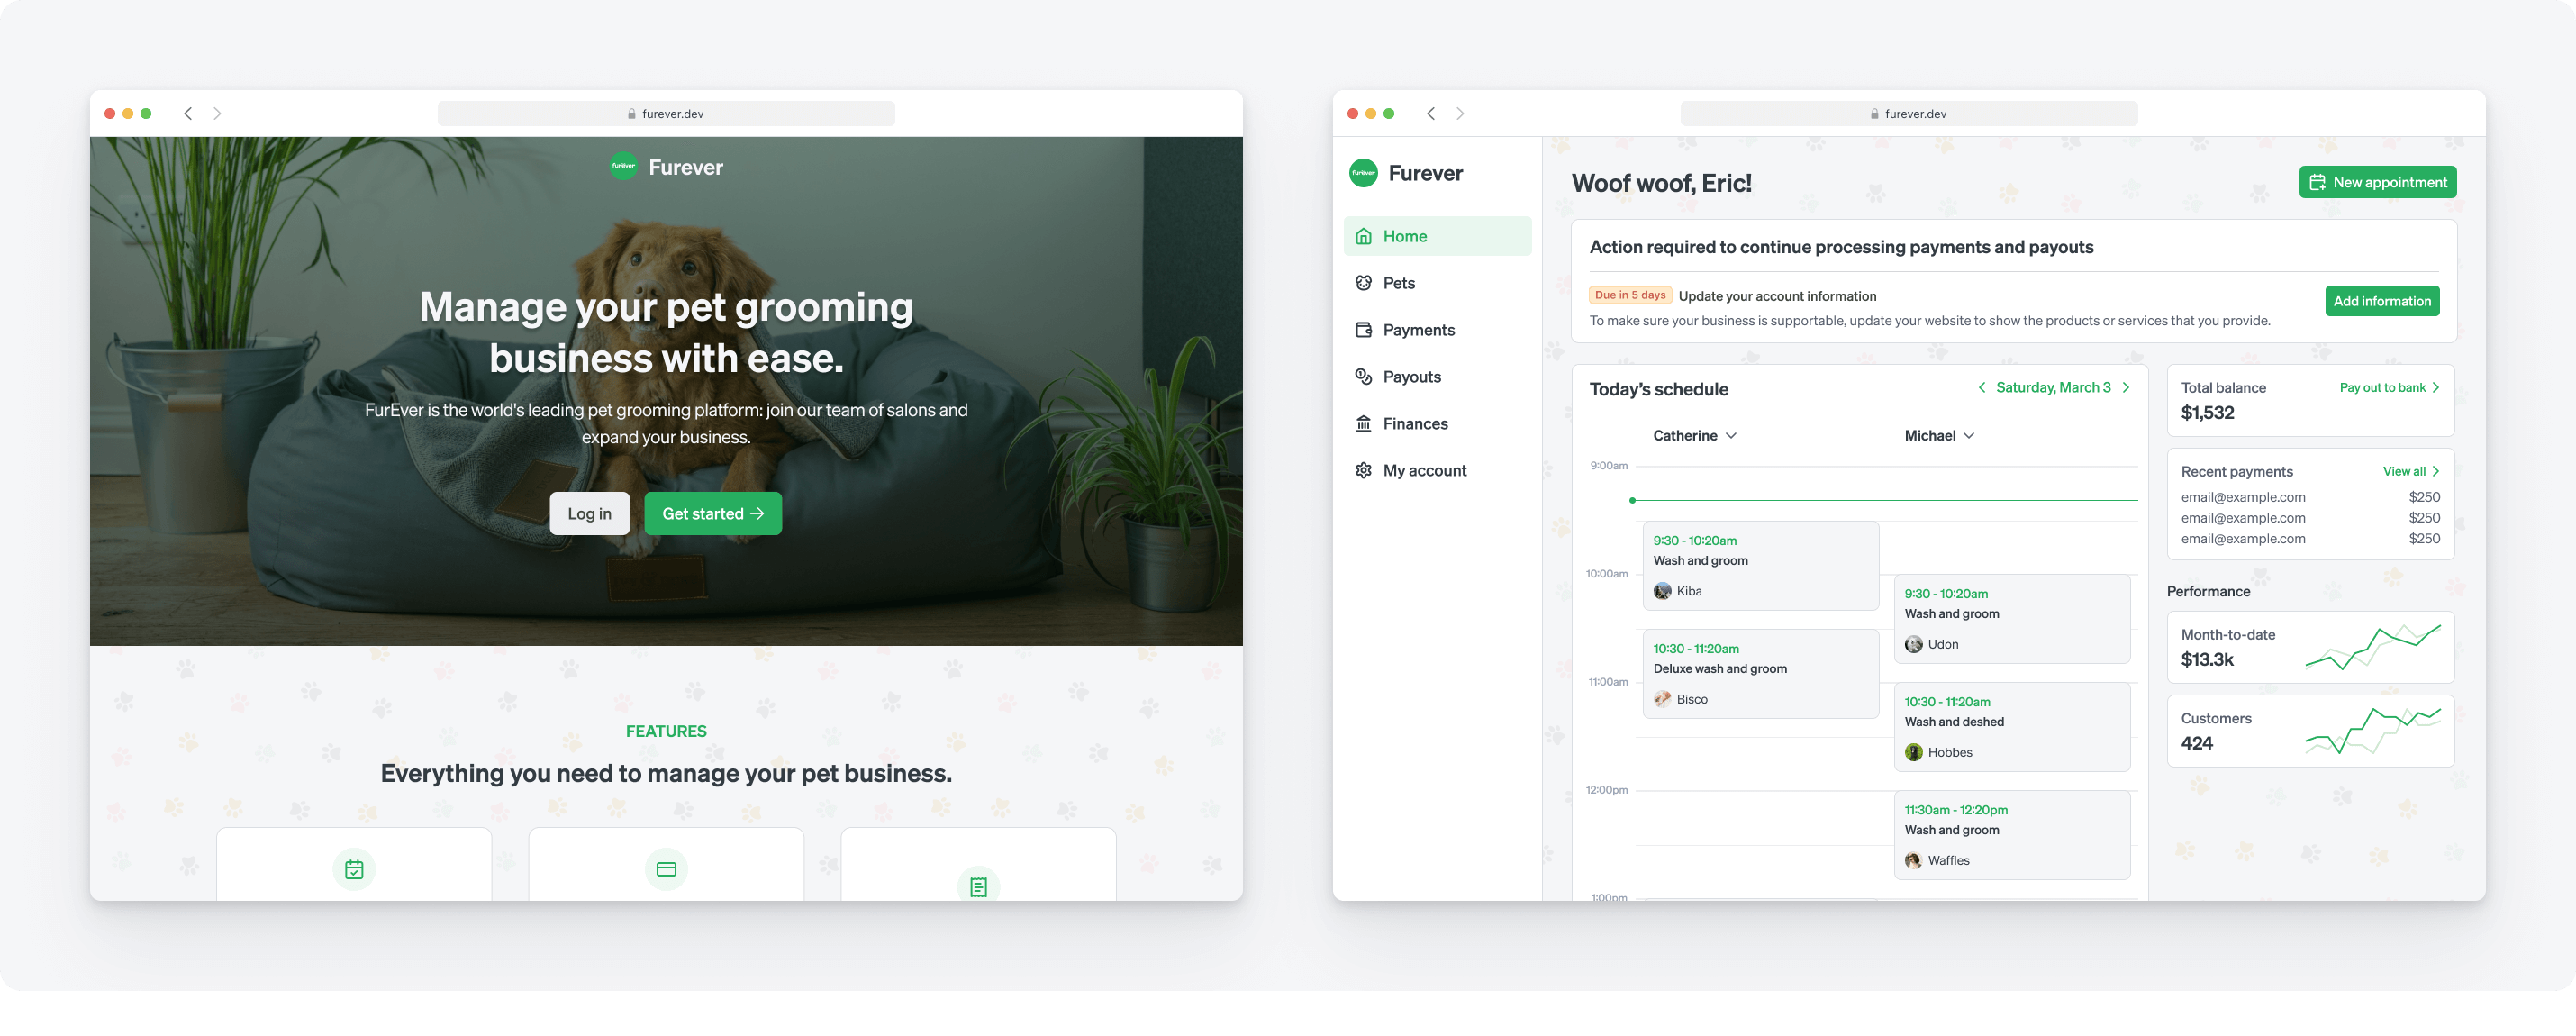 furever.dev
furever
Furever
Manage your pet grooming
business with ease.
FurEver is the world's leading pet grooming platform: join our team of salons and
expand your business.
Log in
Get started →
FEATURES
Everything you need to manage your pet business.
furever.dev
furever
Furever
Home
Pets
Payments
Payouts
Finances
My account
Woof woof, Eric!
New appointment
Action required to continue processing payments and payouts
Due in 5 days Update your account information
To make sure your business is supportable, update your website to show the products or services that you provide.
Add information
Today’s schedule
Saturday, March 3
Catherine
Michael
9:00am
10:00am
11:00am
12:00pm
1:00pm
9:30 - 10:20am
Wash and groom
Kiba
10:30 - 11:20am
Deluxe wash and groom
Bisco
9:30 - 10:20am
Wash and groom
Udon
10:30 - 11:20am
Wash and deshed
Hobbes
11:30am - 12:20pm
Wash and groom
Waffles
Total balance
Pay out to bank
$1,532
Recent payments
View all
email@example.com $250
email@example.com $250
email@example.com $250
Performance
Month-to-date
$13.3k
Customers
424